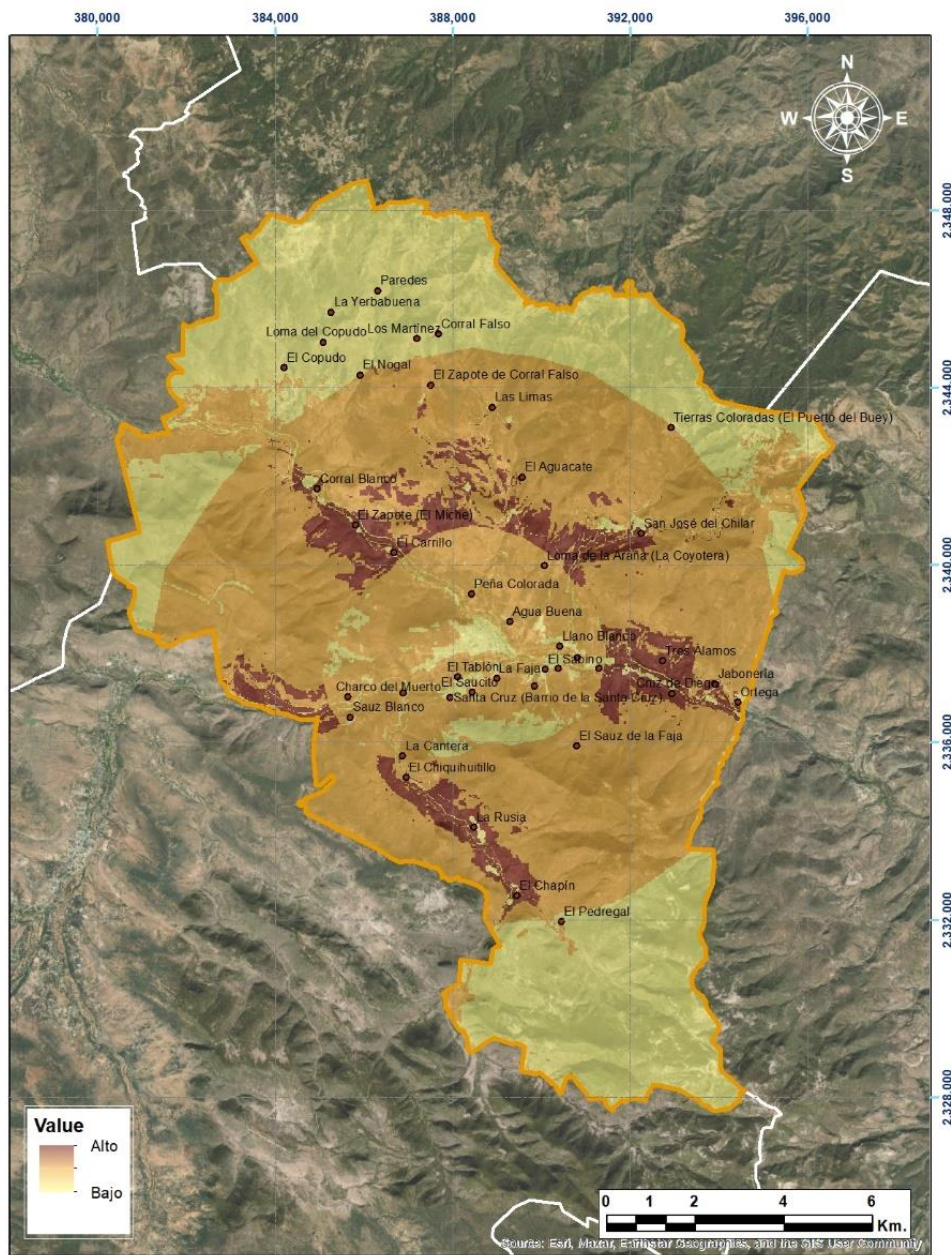 380,000 384,000 388,000 392,000 396,000
N
W E
S
2.348.000
Paredes
La Yerbabuena
Loma del Copudo Los Martínez Corral Falso
El Copudo El Nogal
El Zapote de Corral Falso
2.344.000
Las Limas
Tierras Coloradas (El Puerto del Buey)
El Aguacate
Corral Blanco
El Zapote (El Miche) San José del Chilar
El Carrillo
Loma de la Araña (La Coyotera)
2.340.000
Peña Colorada
Agua Buena
Llano Blanco
El Tablón La Faja El Sabino Tres Álamos
El Saucito Cruz de Diego Jabonería
Charco del Muerto Santa Cruz (Barrio de la Santa Cruz) Ortega
Sauz Blanco
El Sauz de la Faja
2.336.000
La Cantera
El Chiquihuitillo
La Rusia
El Chapín
El Pedregal
2.332.000
2.328.000
Value
Alto
Bajo
0 1 2 4 6
Km.
Source: Esri, Maxar, Earthstar Geographics, and the GIS User Community